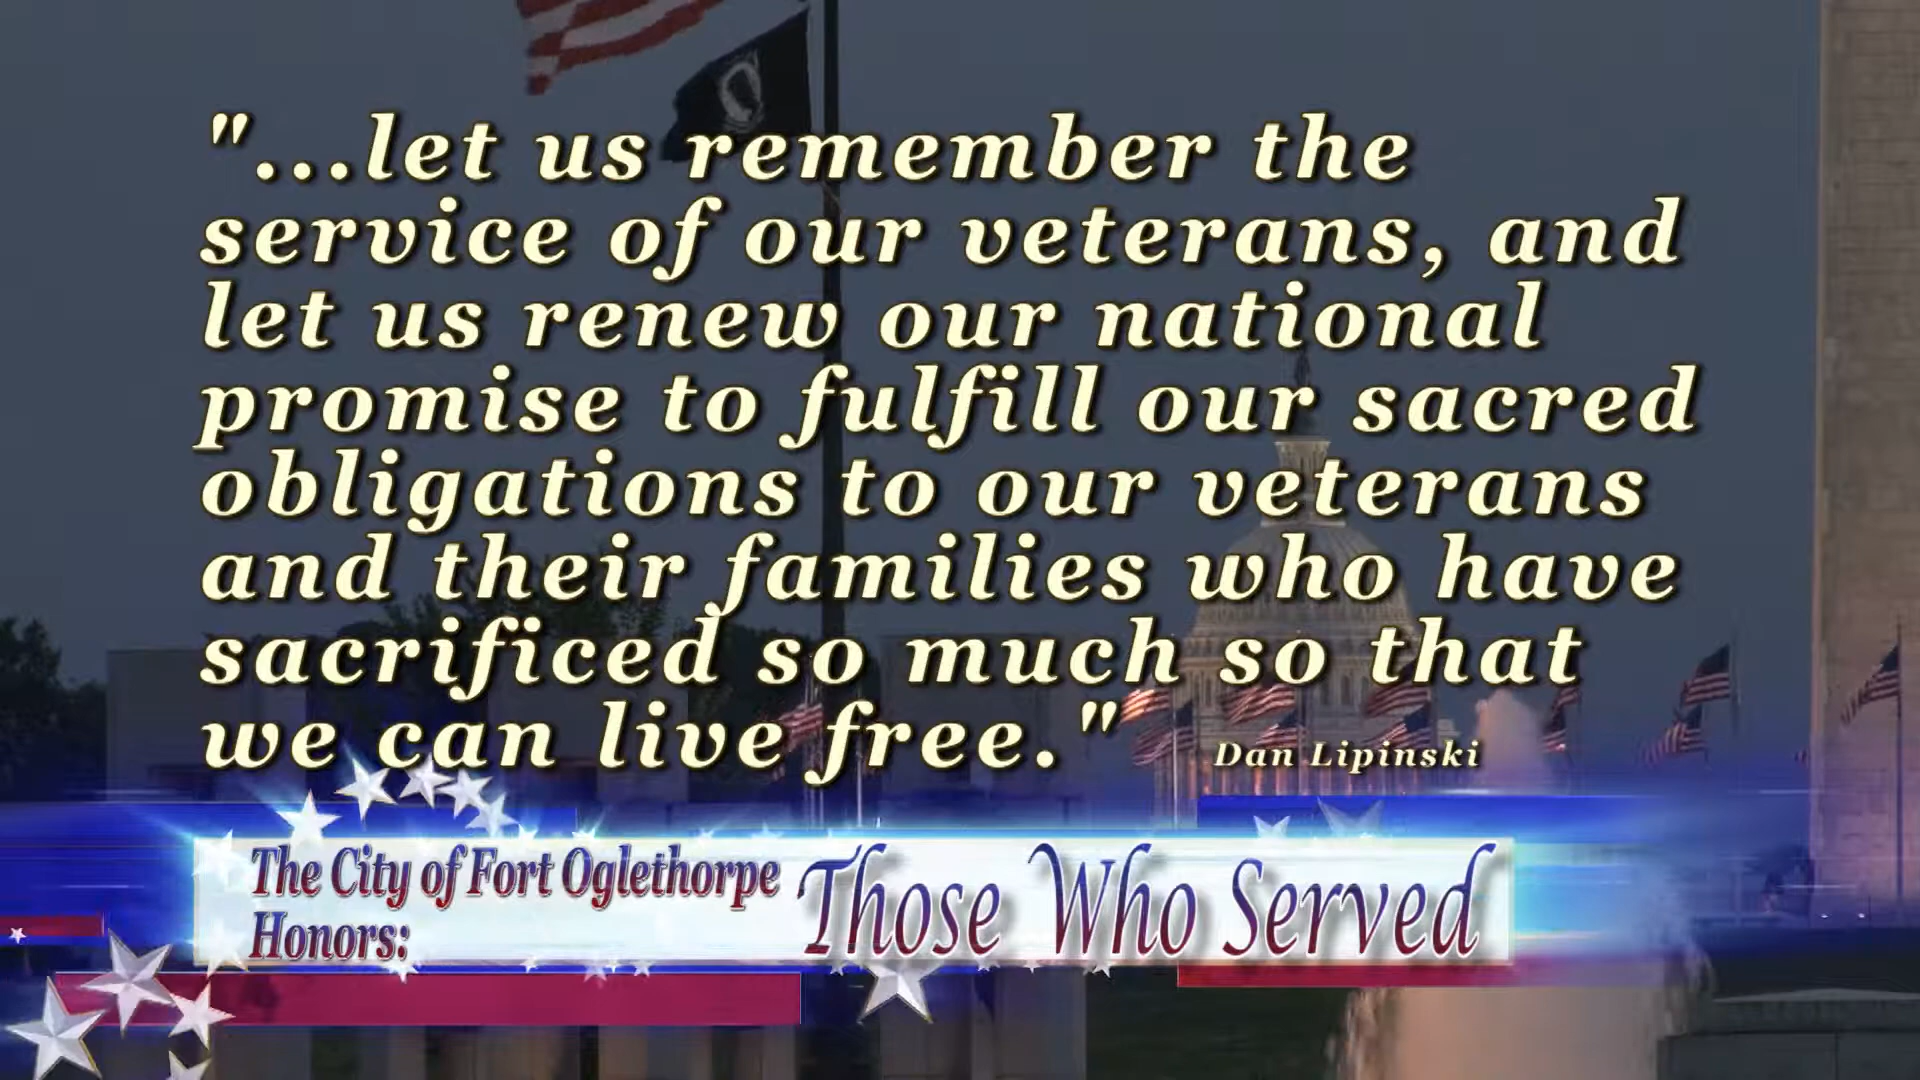 "...let us remember the
service of our veterans, and
let us renew our national
promise to fulfill our sacred
obligations to our veterans
and their families who have
sacrificed so much so that
we can live free." Dan Lipinski
The City of Fort Oglethorpe
Honors:
Those Who Served